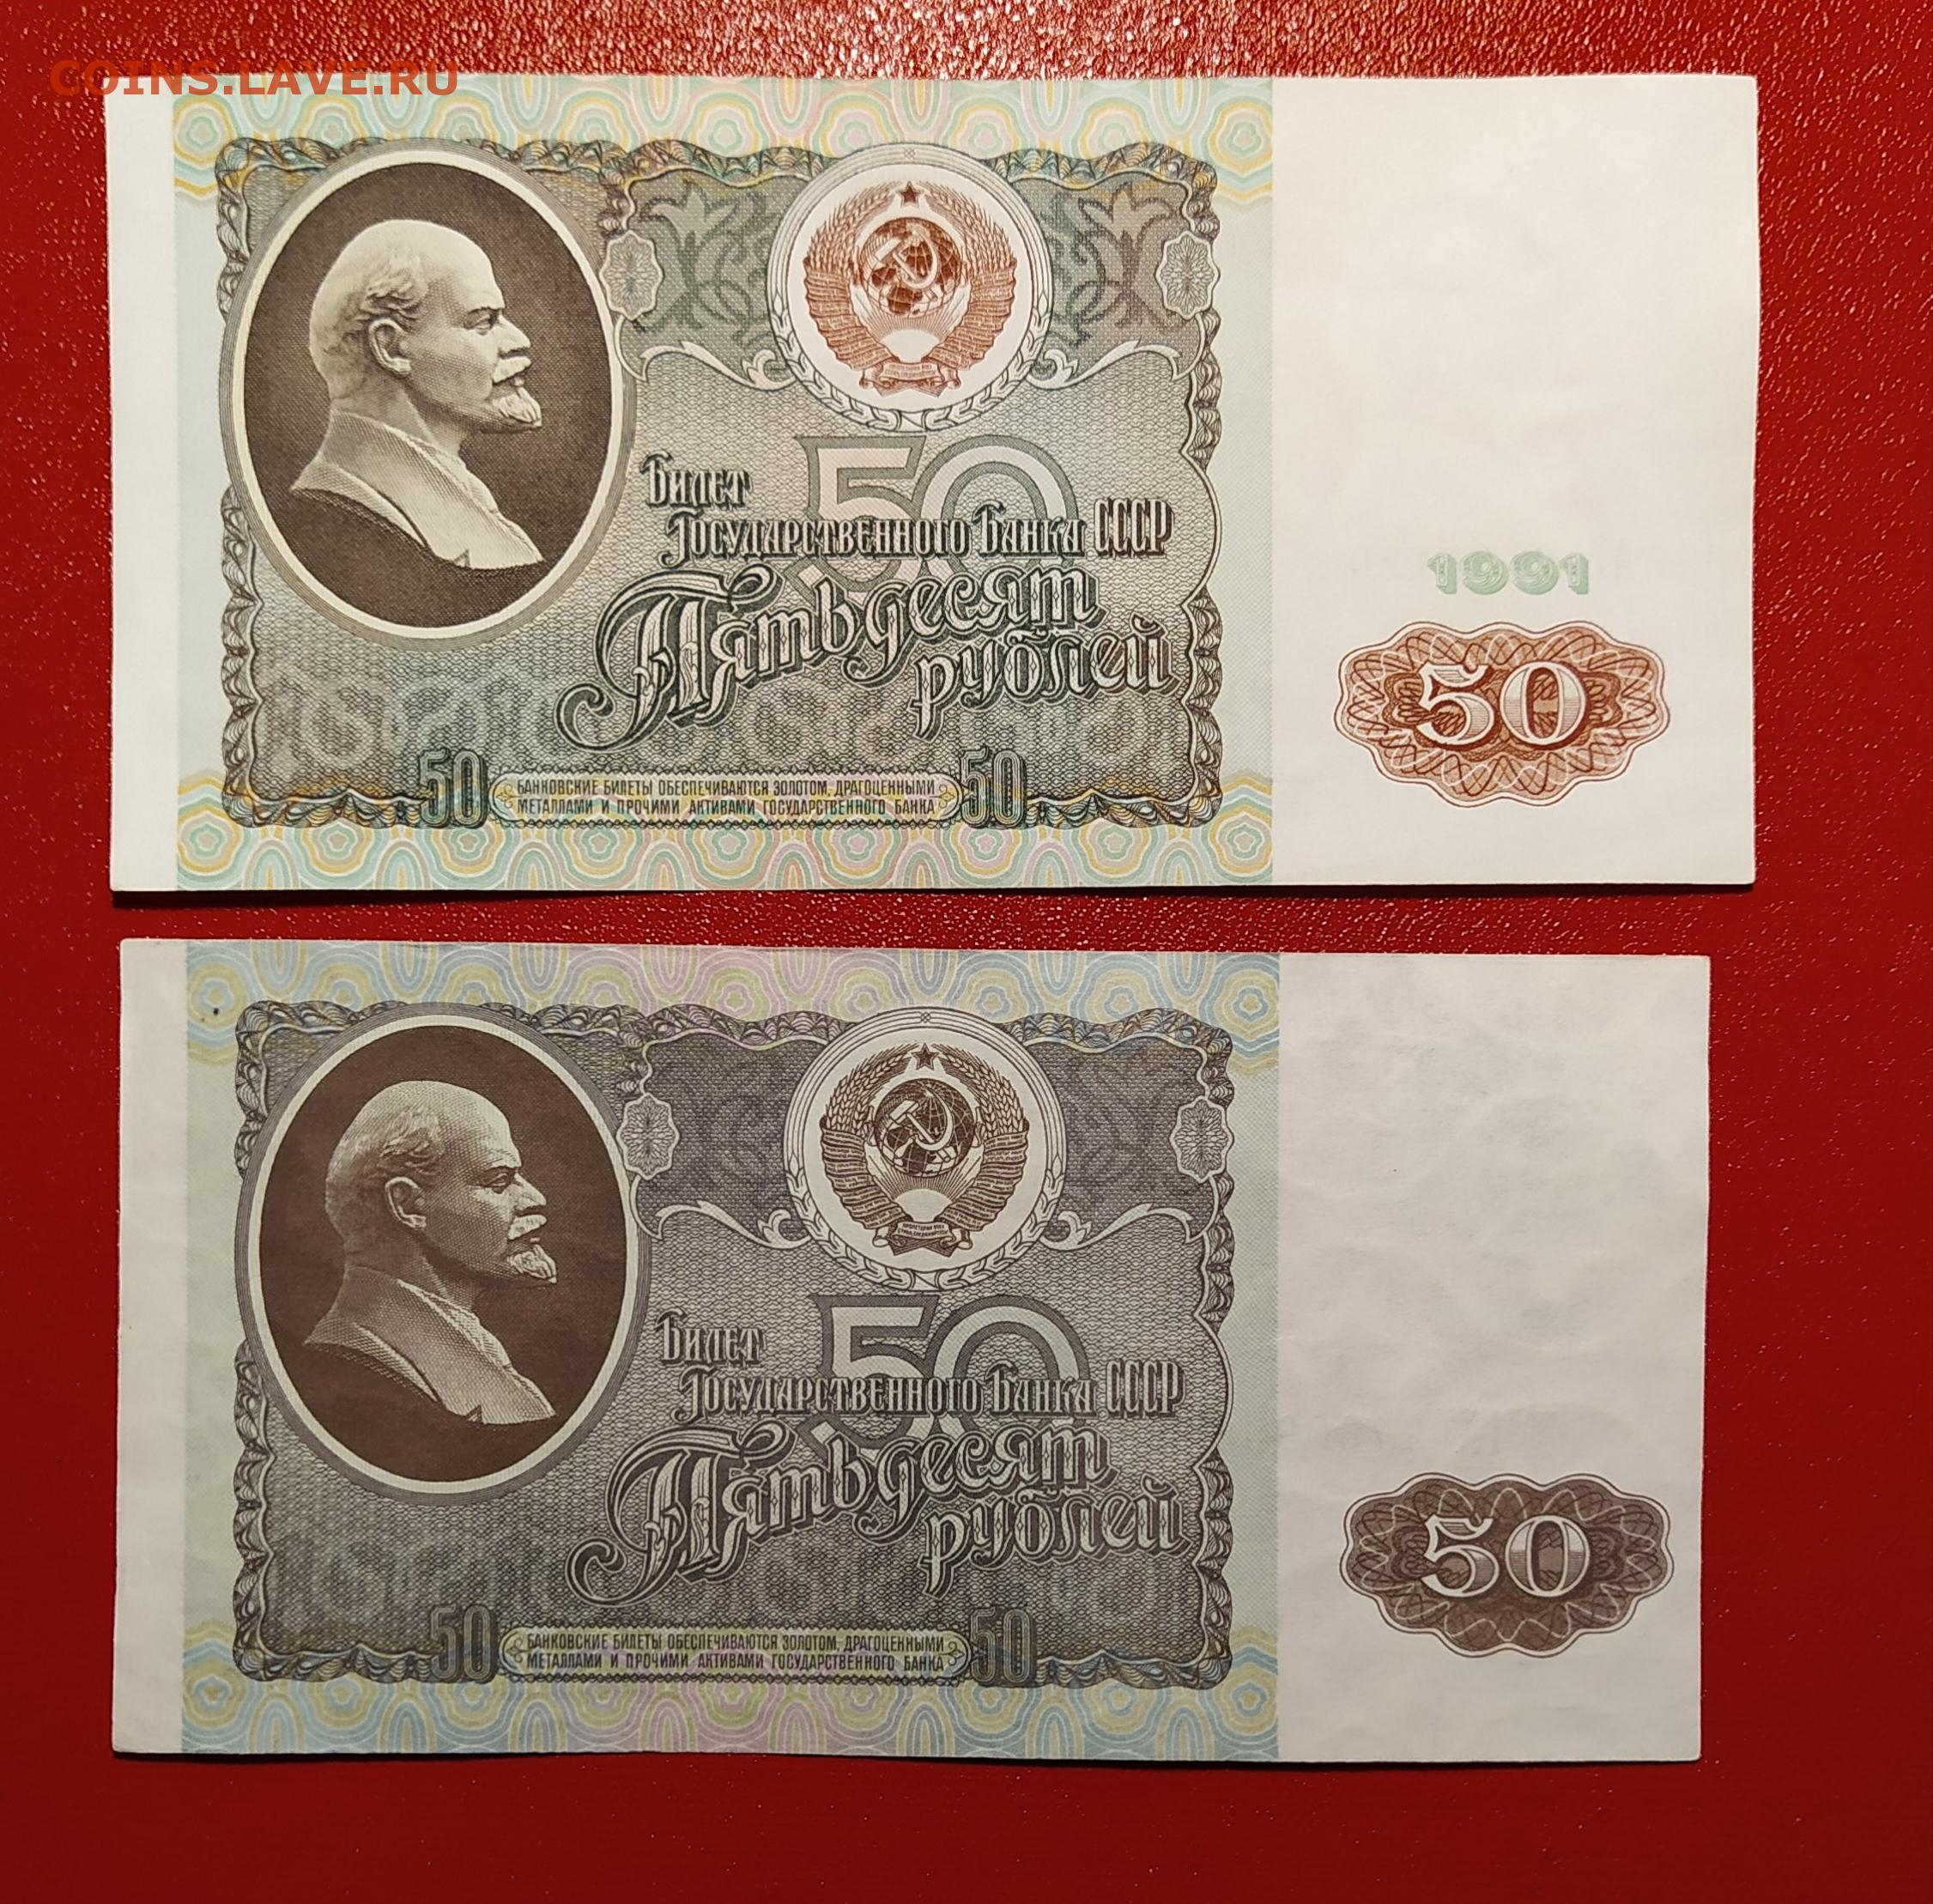 COINS.LAVE.RU
Билет
Государственного Банка СССР
50
Пятьдесят
рублей
1991
50
50
БАНКОВСКИЕ БИЛЕТЫ ОБЕСПЕЧИВАЮТСЯ ЗОЛОТОМ, ДРАГОЦЕННЫМИ
МЕТАЛЛАМИ И ПРОЧИМИ АКТИВАМИ ГОСУДАРСТВЕННОГО БАНКА
50
Билет
Государственного Банка СССР
50
Пятьдесят
рублей
50
50
БАНКОВСКИЕ БИЛЕТЫ ОБЕСПЕЧИВАЮТСЯ ЗОЛОТОМ, ДРАГОЦЕННЫМИ
МЕТАЛЛАМИ И ПРОЧИМИ АКТИВАМИ ГОСУДАРСТВЕННОГО БАНКА
50